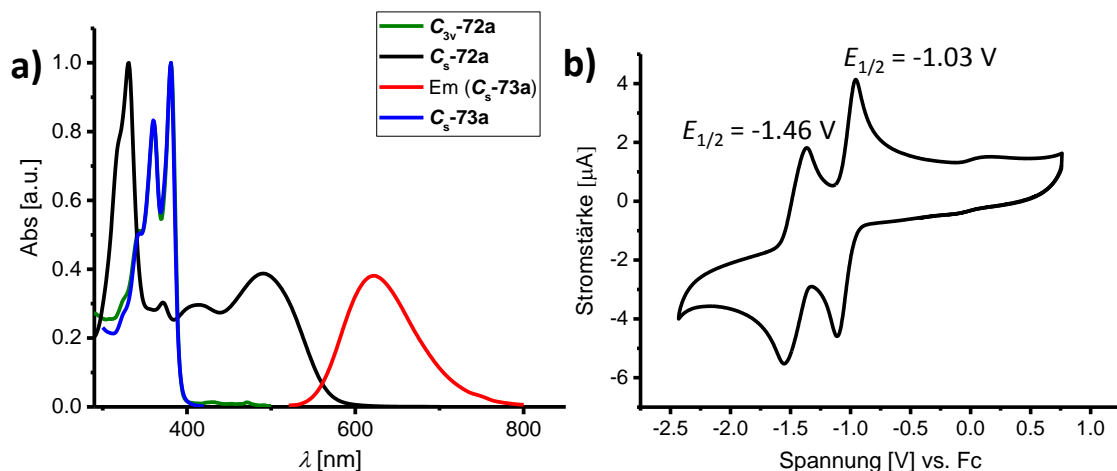 a)
C3v-72a
Cs-72a
Em (Cs-73a)
Cs-73a
Abs [a.u.]
1.0
0.8
0.6
0.4
0.2
0.0
400
600
800
λ [nm]
b)
E1/2 = -1.03 V
E1/2 = -1.46 V
Stromstärke [µA]
4
2
0
-2
-4
-6
-2.5
-2.0
-1.5
-1.0
-0.5
0.0
0.5
1.0
Spannung [V] vs. Fc